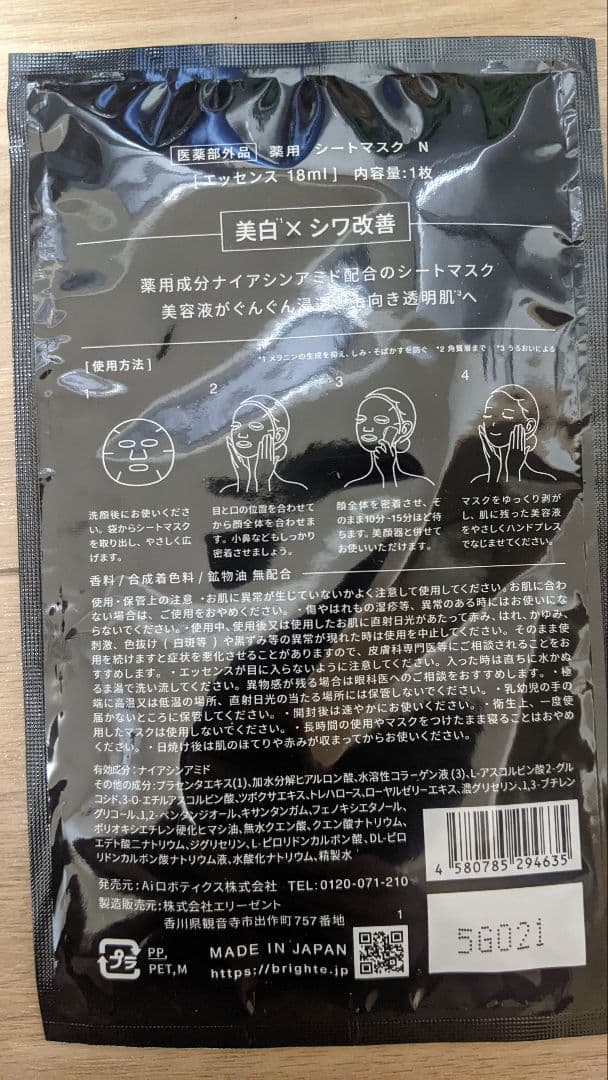 医薬部外品 薬用 シートマスク N
[エッセンス 18ml] 内容量:1枚
美白*1×シワ改善
薬用成分ナイアシンアミド配合のシートマスク
美容液がぐんぐん浸 向き透明肌*3へ
*1 メラニンの生成を抑え、しみ・そばかすを防ぐ *2 角質層まで *3 うるおいによる
[使用方法]
1
2
3
4
洗顔後にお使いくださ
い。袋からシートマスク
を取り出し、やさしく広
げます。
目と口の位置を合わせて
から顔全体を合わせま
す。小鼻などもしっかり
密着させましょう。
顔全体を密着させ、そ
のまま10分~15分ほど待
ちます。美顔器と併せて
お使いいただけます。
マスクをゆっくり剥が
し、肌に残った美容液
をやさしくハンドプレス
でなじませてください。
香料/合成着色料/鉱物油 無配合
使用・保管上の注意 ・お肌に異常が生じていないかよく注意して使用してください。お肌に合わ
ない場合は、ご使用をおやめください。・傷やはれもの湿疹等、異常のある時にはお使いにな
らないでください。・使用中、使用後又は使用したお肌に直射日光があたって赤み、はれ、かゆみ、
刺激、色抜け(白斑等)や黒ずみ等の異常が現れた時は使用を中止してください。そのまま使
用を続けますと症状を悪化させることがありますので、皮膚科専門医等にご相談されることをお
すすめします。・エッセンスが目に入らないように注意してください。入った時は直ちに水かぬ
るま湯で洗い流してください。異物感が残る場合は眼科医へのご相談をおすすめします。・極
端に高温又は低温の場所、直射日光の当たる場所には保管しないでください。・乳幼児の手の
届かないところに保管してください。・開封後は速やかにお使いください。・衛生上、一度使
用したマスクは使用しないでください。・長時間の使用やマスクをつけたまま寝ることはおやめ
ください。・日焼け後は肌のほてりや赤みが収まってからお使いください。
有効成分:ナイアシンアミド
その他の成分:プラセンタエキス(1)、加水分解ヒアルロン酸、水溶性コラーゲン液(3)、L-アスコルビン酸2-グル
コシド、3-O-エチルアスコルビン酸、ツボクサエキス、トレハロース、ローヤルゼリーエキス、濃グリセリン、1,3-ブチレン
グリコール、1,2-ペンタンジオール、キサンタンガム、フェノキシエタノール、
ポリオキシエチレン硬化ヒマシ油、無水クエン酸、クエン酸ナトリウム、
エデト酸二ナトリウム、ジグリセリン、L-ピロリドンカルボン酸、DL-ピロ
リドンカルボン酸ナトリウム液、水酸化ナトリウム、精製水
4 580785 294635
発売元:Aiロボティクス株式会社 TEL:0120-071-210
製造販売元:株式会社エリーゼント
香川県観音寺市出作町757番地
1
5G021
プラ
PP,
PET,M
MADE IN JAPAN
https://brighte.jp